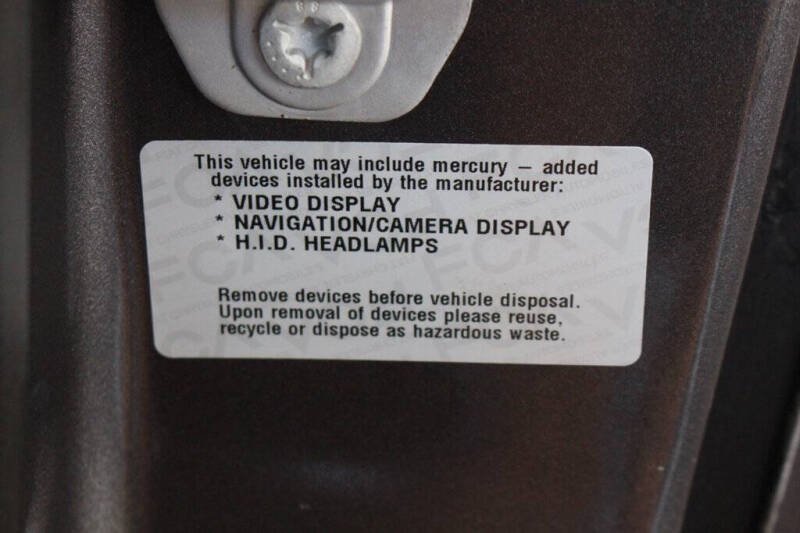 This vehicle may include mercury — added
devices installed by the manufacturer:
* VIDEO DISPLAY
* NAVIGATION/CAMERA DISPLAY
* H.I.D. HEADLAMPS
Remove devices before vehicle disposal.
Upon removal of devices please reuse,
recycle or dispose as hazardous waste.